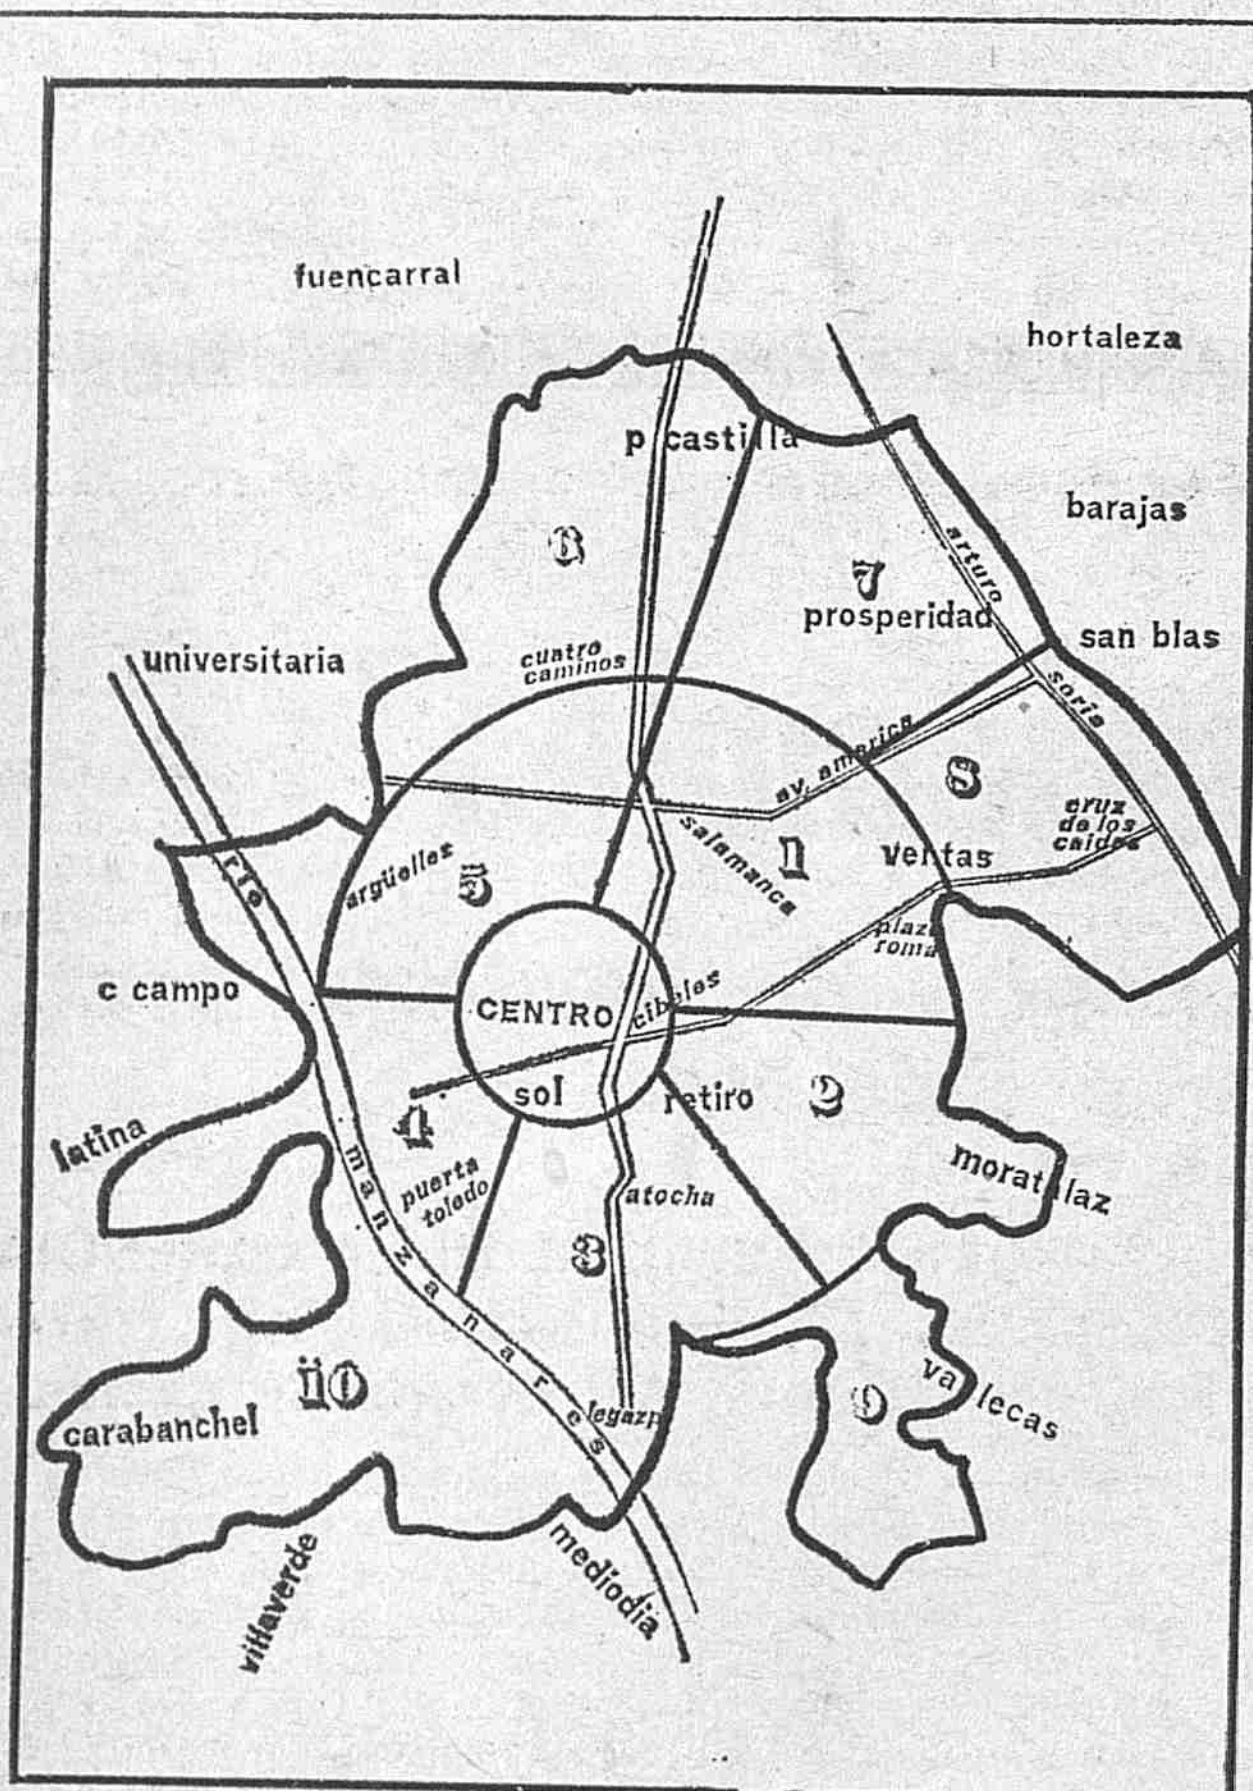 fuencarral
hortaleza
p castilla
barajas
6
arturo
7
prosperidad
san blas
universitaria
cuatro
caminos
soria
av. america
8
cruz
de los
caidos
salamanca
1
ventas
argüelles
5
rio
plaza
roma
c campo
CENTRO
cibeles
sol
retiro
2
4
latina
manzanares
puerta
toledo
moratalaz
atocha
3
10
vallecas
9
carabanchel
legazpi
villaverde
mediodia